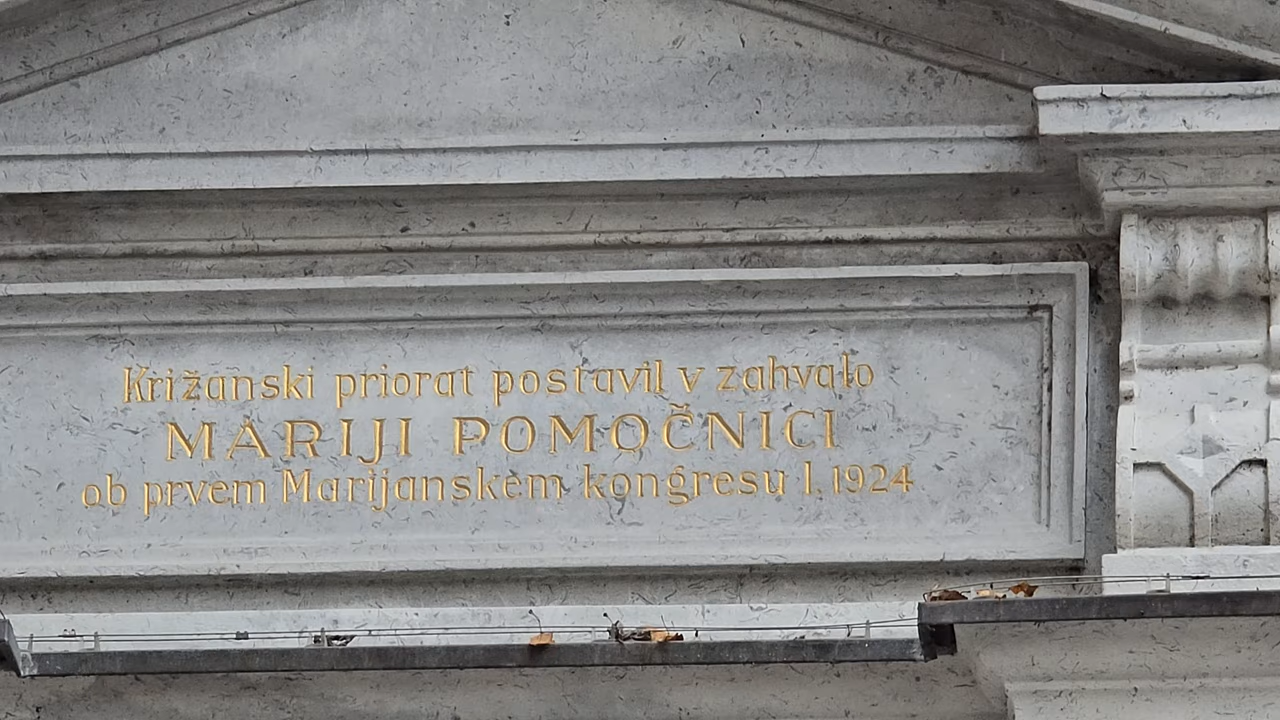 Križanski priorat postavil v zahvalo
MARIJI POMOČNICI
ob prvem Marijanskem kongresu l. 1924